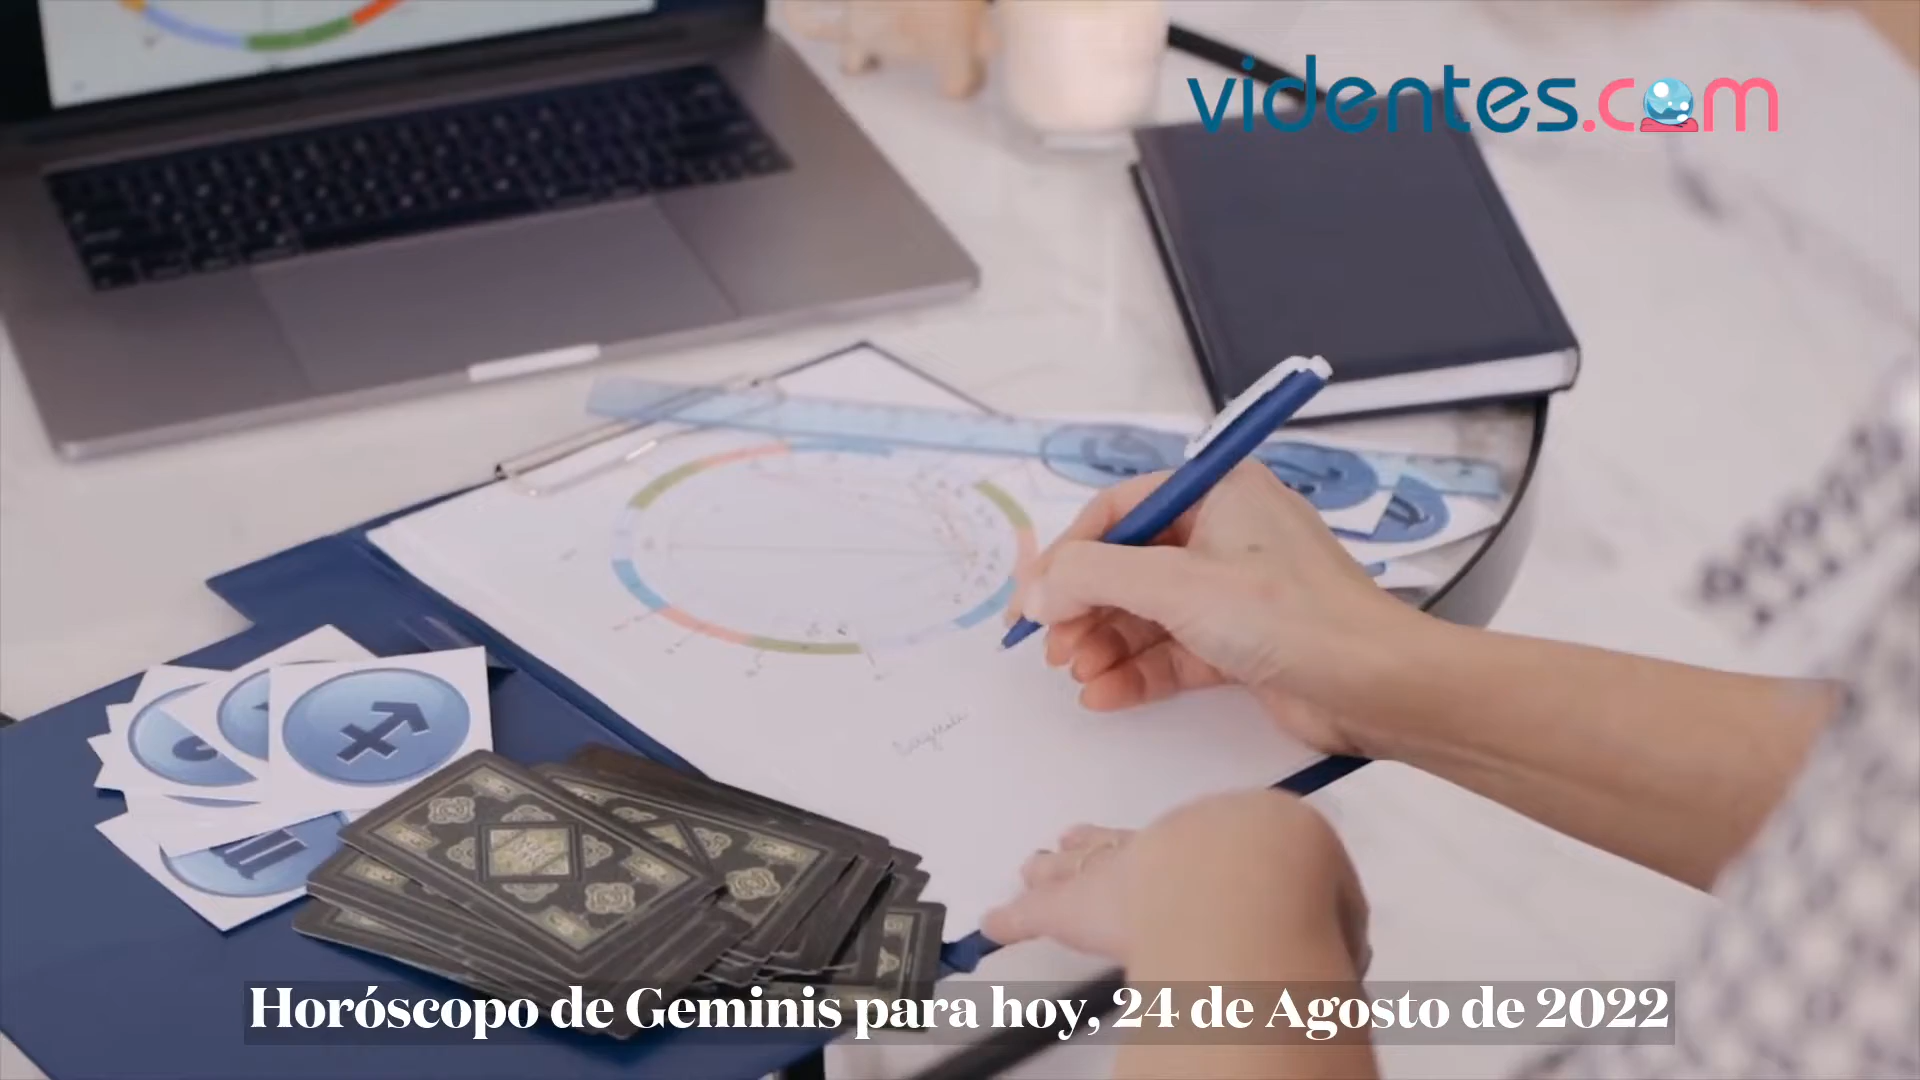 videntes.com
Horóscopo de Geminis para hoy, 24 de Agosto de 2022